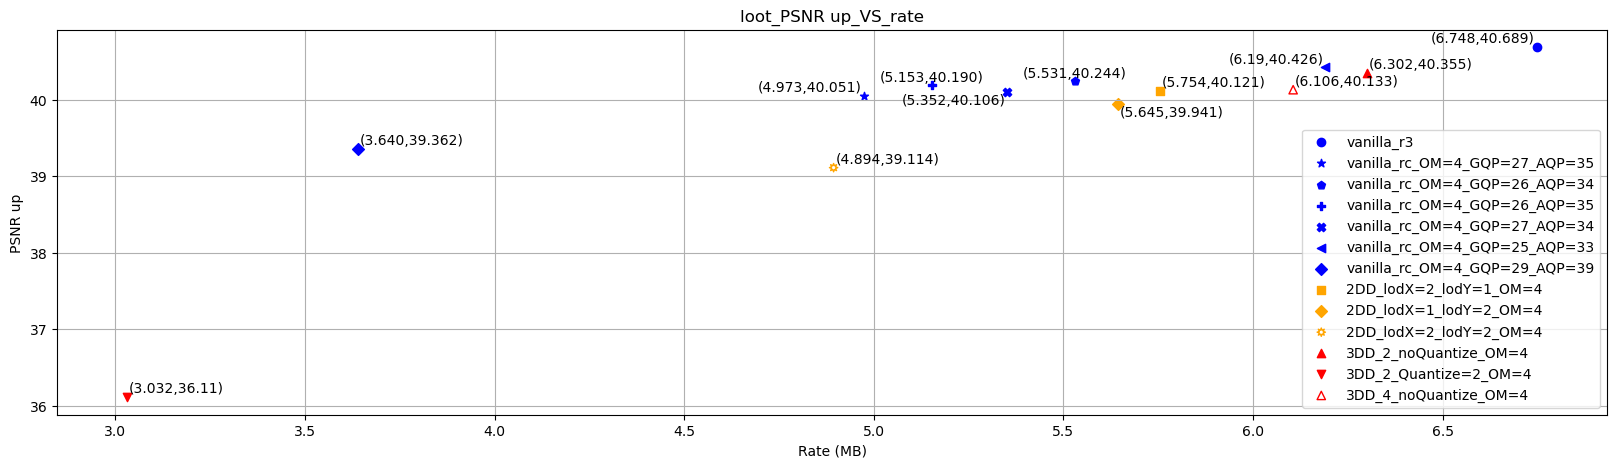 loot_PSNR up_VS_rate
(6.748,40.689)
(6.19,40.426)
(6.302,40.355)
(5.153,40.190)
(5.531,40.244)
(5.754,40.121)
(6.106,40.133)
(4.973,40.051)
(5.352,40.106)
(5.645,39.941)
(3.640,39.362)
(4.894,39.114)
(3.032,36.11)
PSNR up
40
39
38
37
36
vanilla_r3
vanilla_rc_OM=4_GQP=27_AQP=35
vanilla_rc_OM=4_GQP=26_AQP=34
vanilla_rc_OM=4_GQP=26_AQP=35
vanilla_rc_OM=4_GQP=27_AQP=34
vanilla_rc_OM=4_GQP=25_AQP=33
vanilla_rc_OM=4_GQP=29_AQP=39
2DD_lodX=2_lodY=1_OM=4
2DD_lodX=1_lodY=2_OM=4
2DD_lodX=2_lodY=2_OM=4
3DD_2_noQuantize_OM=4
3DD_2_Quantize=2_OM=4
3DD_4_noQuantize_OM=4
3.0 3.5 4.0 4.5 5.0 5.5 6.0 6.5
Rate (MB)